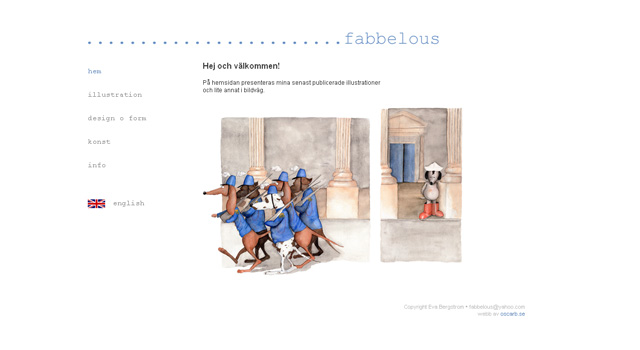 .........................fabbelous
hem
illustration
design o form
konst
info
english
Hej och välkommen!
På hemsidan presenteras mina senast publicerade illustrationer
och lite annat i bildväg.
Copyright Eva Bergström • fabbelous@yahoo.com
webb av oscarb.se